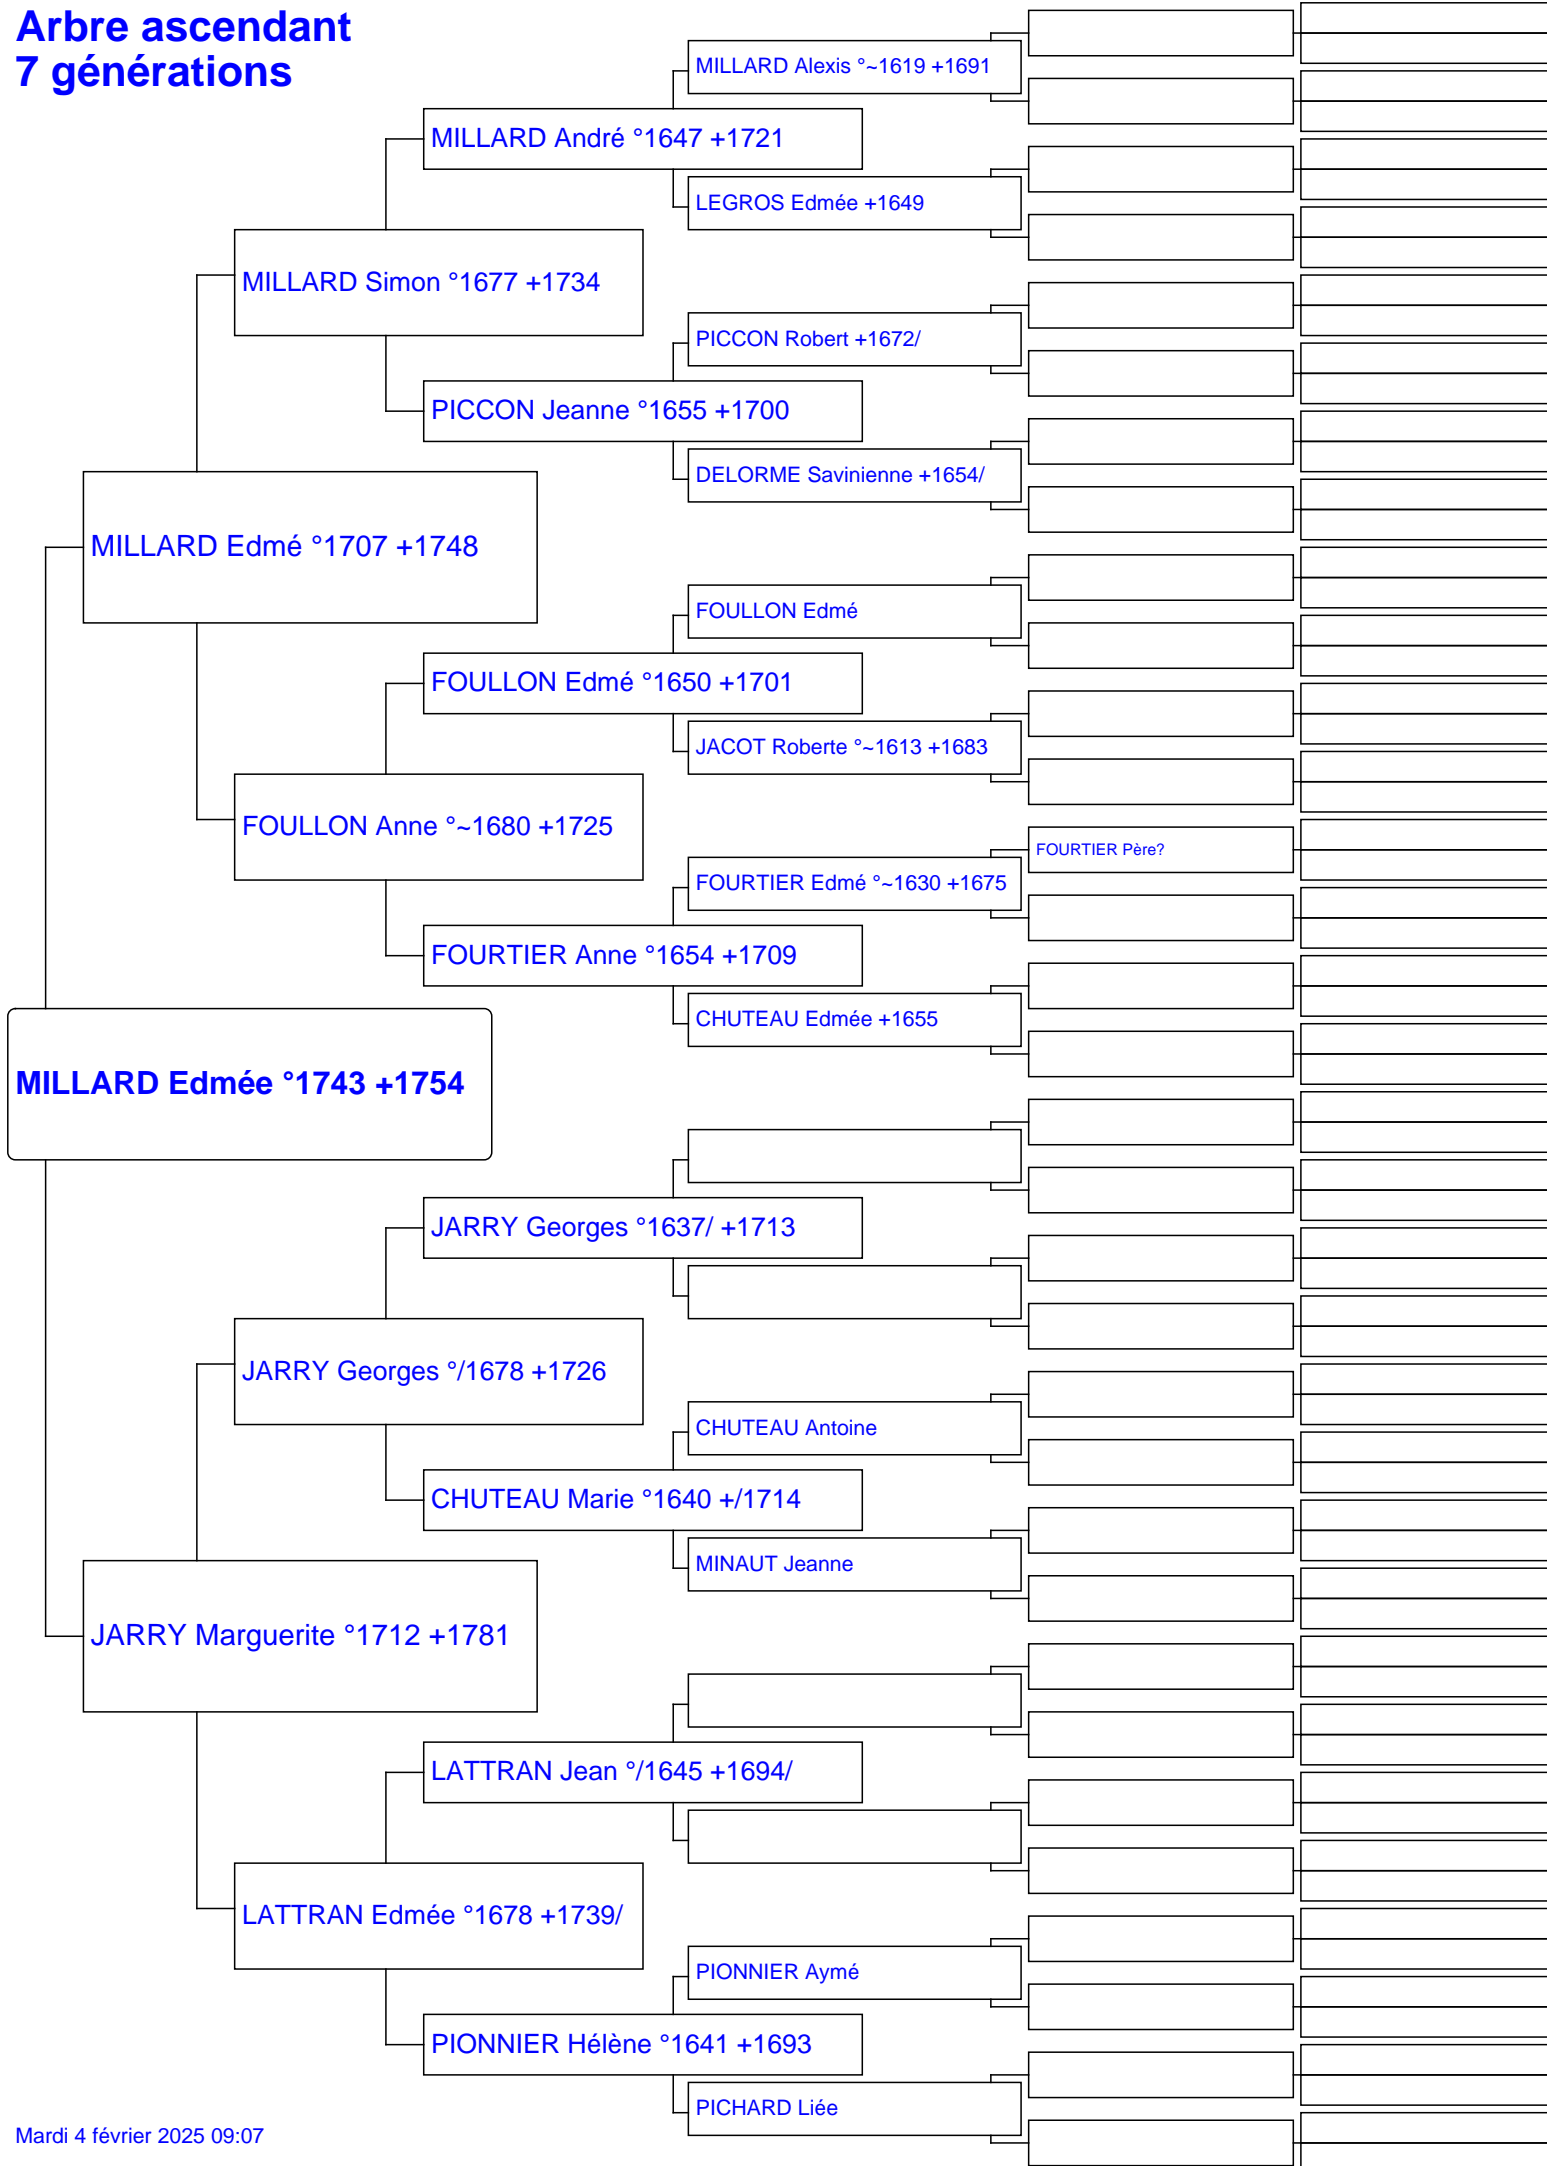 Arbre ascendant
7 générations
MILLARD Alexis °~1619 +1691
MILLARD André °1647 +1721
LEGROS Edmée +1649
MILLARD Simon °1677 +1734
PICCON Robert +1672/
PICCON Jeanne °1655 +1700
DELORME Savinienne +1654/
MILLARD Edmé °1707 +1748
FOULLON Edmé
FOULLON Edmé °1650 +1701
JACOT Roberte °~1613 +1683
FOULLON Anne °~1680 +1725
FOURTIER Père?
FOURTIER Edmé °~1630 +1675
FOURTIER Anne °1654 +1709
CHUTEAU Edmée +1655
MILLARD Edmée °1743 +1754
JARRY Georges °1637/ +1713
JARRY Georges °/1678 +1726
CHUTEAU Antoine
CHUTEAU Marie °1640 +/1714
MINAUT Jeanne
JARRY Marguerite °1712 +1781
LATTRAN Jean °/1645 +1694/
LATTRAN Edmée °1678 +1739/
PIONNIER Aymé
PIONNIER Hélène °1641 +1693
PICHARD Liée
Mardi 4 février 2025 09:07